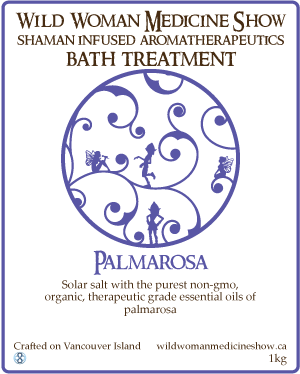 Wild Woman Medicine Show
Shaman Infused Aromatherapeutics
Bath Treatment
Palmarosa
Solar salt with the purest non-gmo,
organic, therapeutic grade essential oils of
palmarosa
Crafted on Vancouver Island wildwomanmedicineshow.ca
1kg